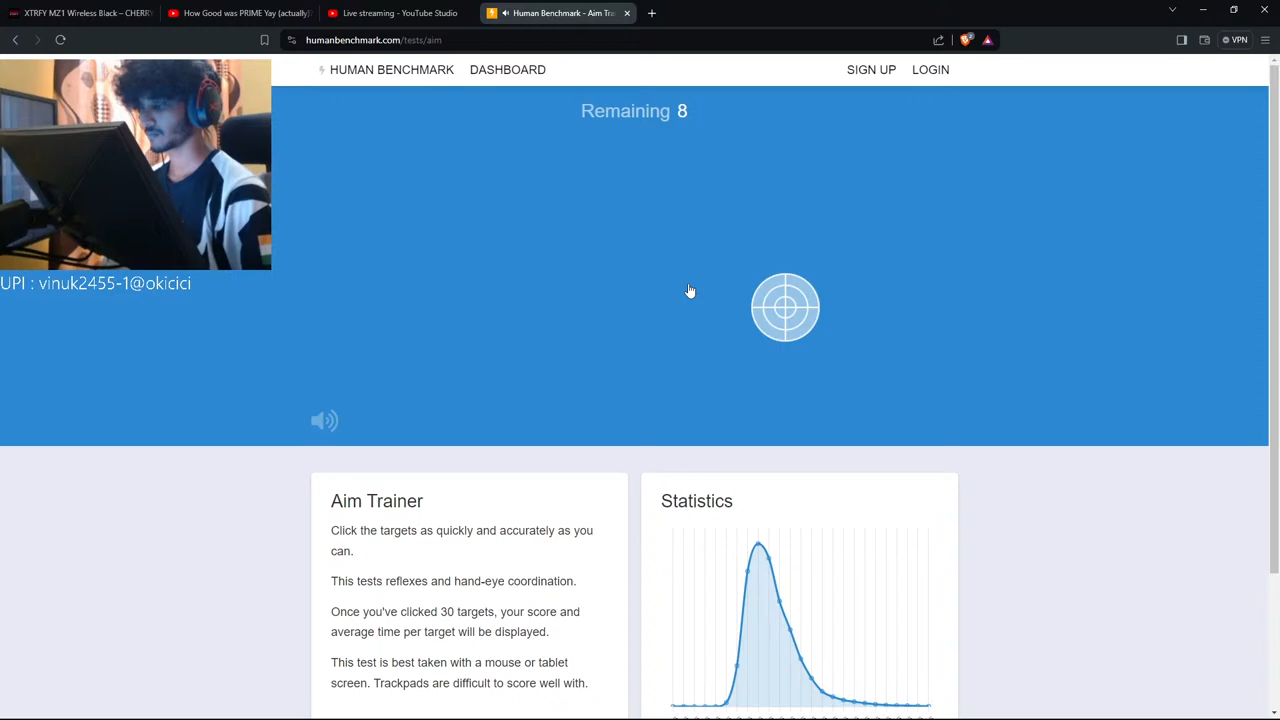 XTRFY MZ1 Wireless Black – CHERRY
How Good was PRIME Yay (actually)?
Live streaming - YouTube Studio
Human Benchmark - Aim Tra
humanbenchmark.com/tests/aim
2
VPN
HUMAN BENCHMARK
DASHBOARD
SIGN UP
LOGIN
Remaining 8
UPI : vinuk2455-1@okicici
Aim Trainer
Click the targets as quickly and accurately as you
can.
This tests reflexes and hand-eye coordination.
Once you've clicked 30 targets, your score and
average time per target will be displayed.
This test is best taken with a mouse or tablet
screen. Trackpads are difficult to score well with.
Statistics